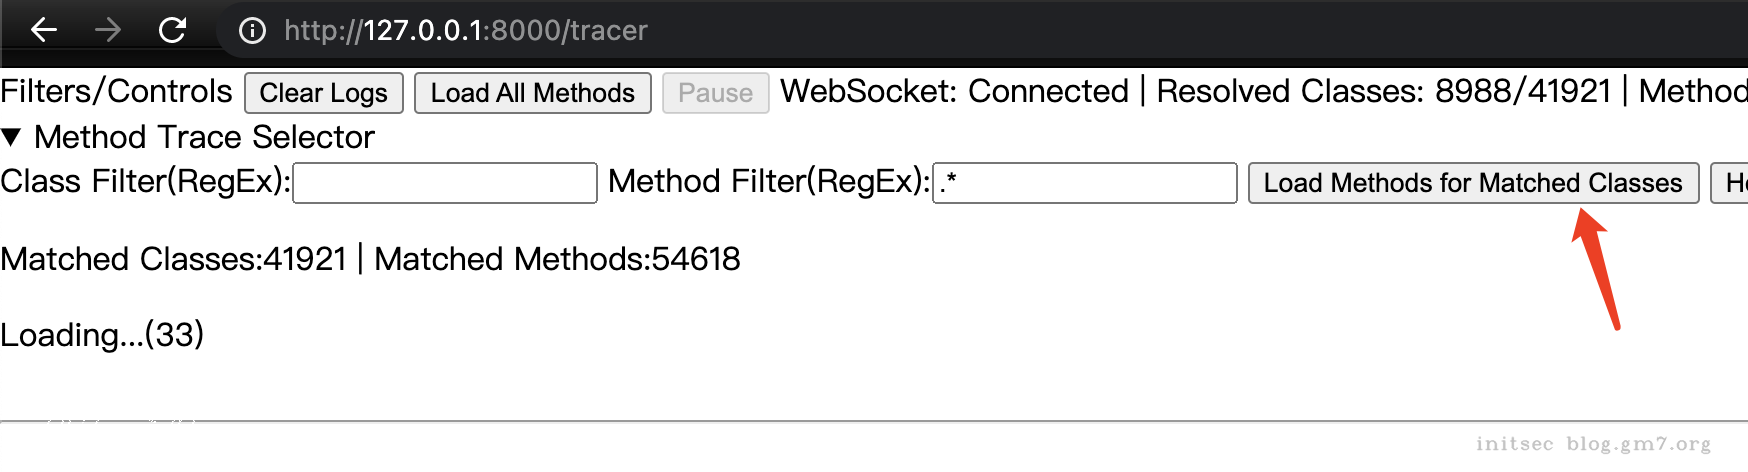 http://127.0.0.1:8000/tracer
Filters/Controls Clear Logs Load All Methods Pause WebSocket: Connected | Resolved Classes: 8988/41921 | Method
Method Trace Selector
Class Filter(RegEx): Method Filter(RegEx): .* Load Methods for Matched Classes
Matched Classes:41921 | Matched Methods:54618
Loading...(33)
initsec blog.gm7.org